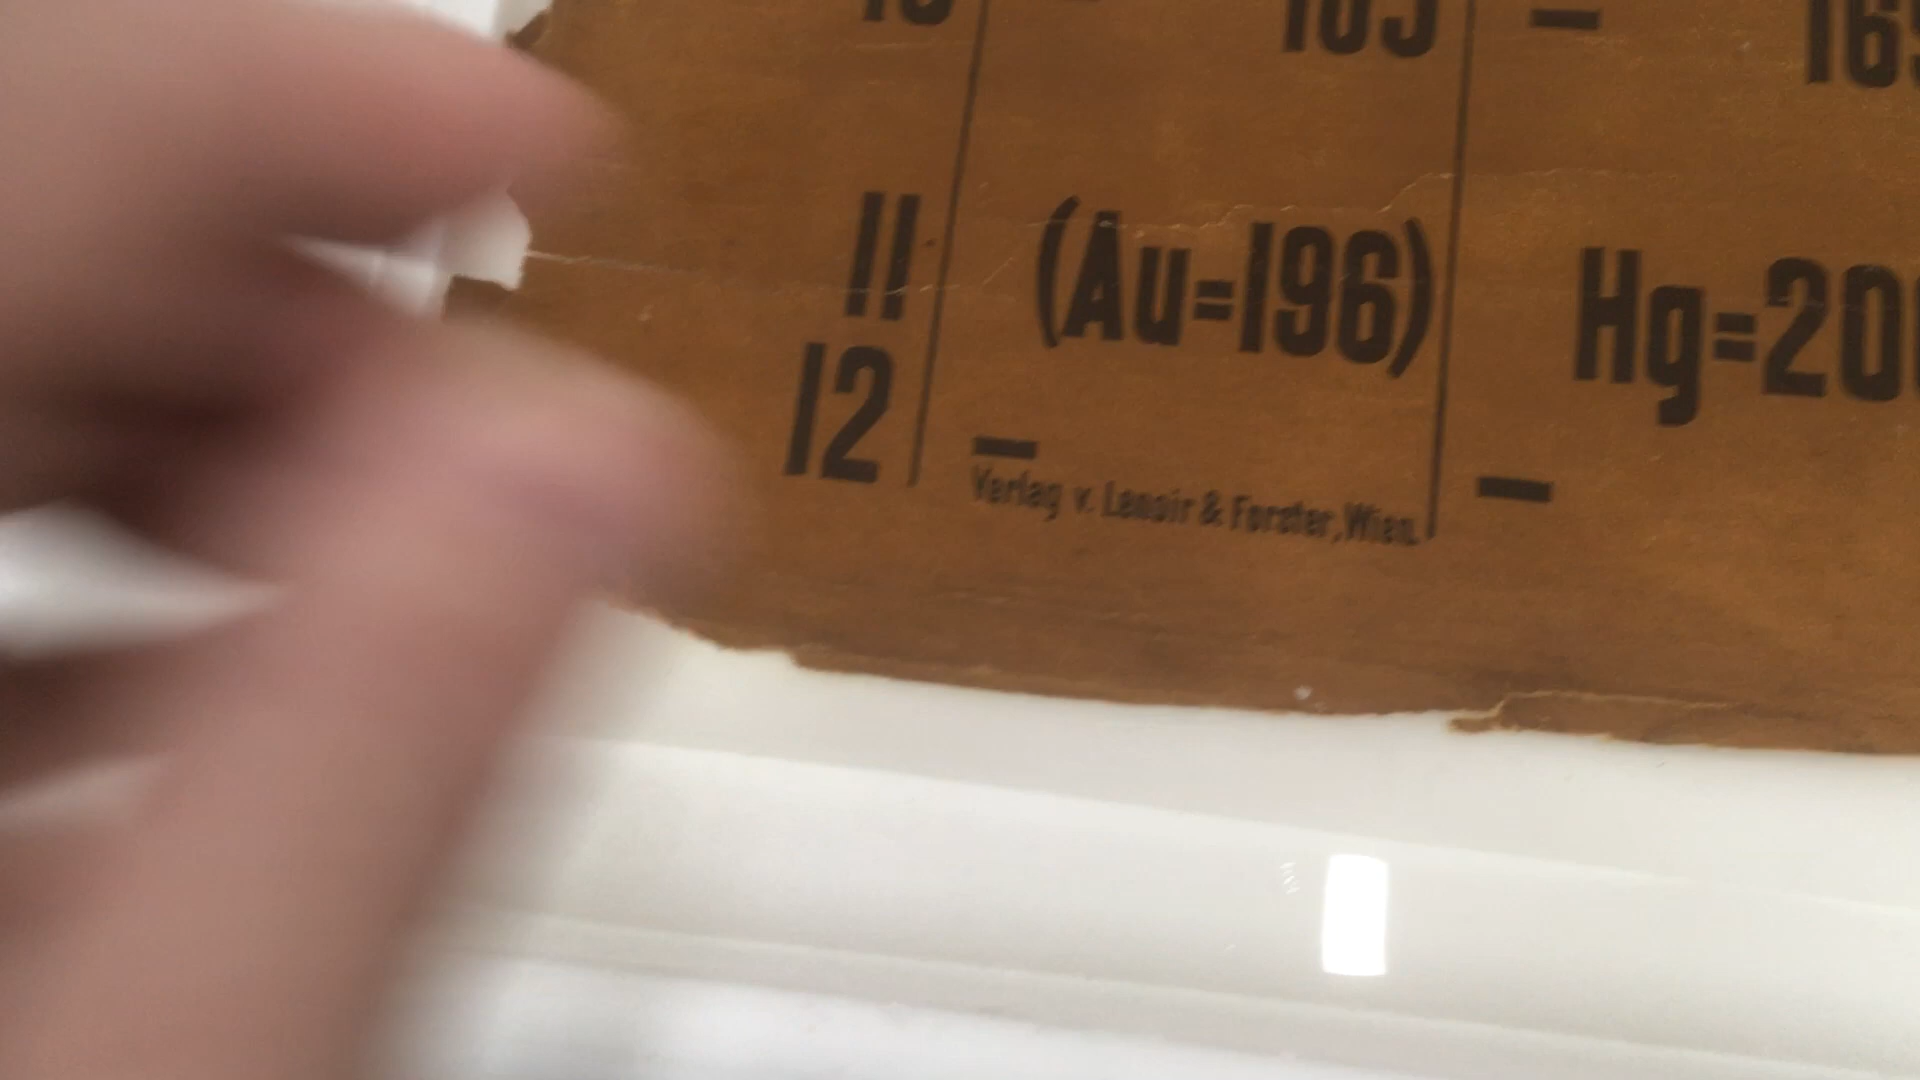 11 (Au=196) Hg=20
12 – –
Verlag v. Lenoir & Forster, Wien.